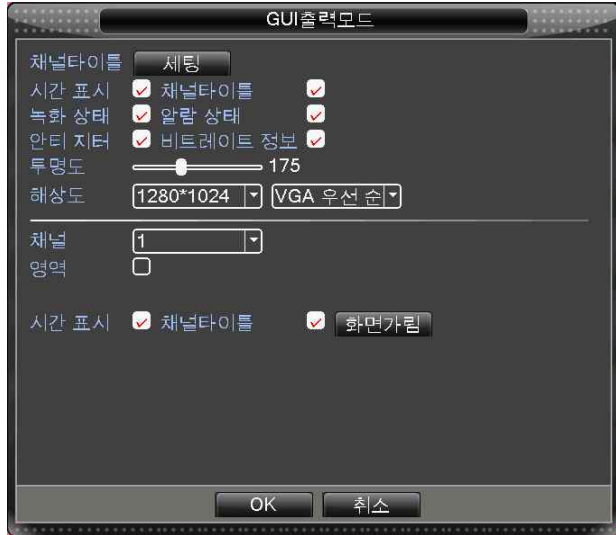 GUI출력모드
채널타이틀 세팅
시간 표시 채널타이틀
녹화 상태 알람 상태
안티 지터 비트레이트 정보
투명도 175
해상도 1280*1024 VGA 우선 순
채널 1
영역
시간 표시 채널타이틀 화면가림
OK 취소